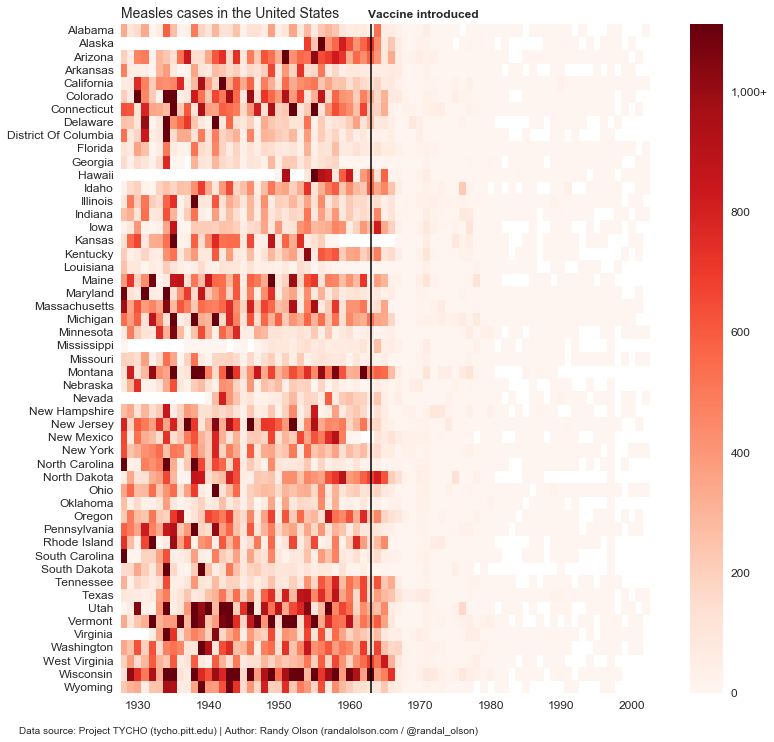 Measles cases in the United States
Vaccine introduced
Alabama
Alaska
Arizona
Arkansas
California
Colorado
Connecticut
Delaware
District Of Columbia
Florida
Georgia
Hawaii
Idaho
Illinois
Indiana
Iowa
Kansas
Kentucky
Louisiana
Maine
Maryland
Massachusetts
Michigan
Minnesota
Mississippi
Missouri
Montana
Nebraska
Nevada
New Hampshire
New Jersey
New Mexico
New York
North Carolina
North Dakota
Ohio
Oklahoma
Oregon
Pennsylvania
Rhode Island
South Carolina
South Dakota
Tennessee
Texas
Utah
Vermont
Virginia
Washington
West Virginia
Wisconsin
Wyoming
1930 1940 1950 1960 1970 1980 1990 2000
1,000+
800
600
400
200
0
Data source: Project TYCHO (tycho.pitt.edu) | Author: Randy Olson (randalolson.com / @randal_olson)